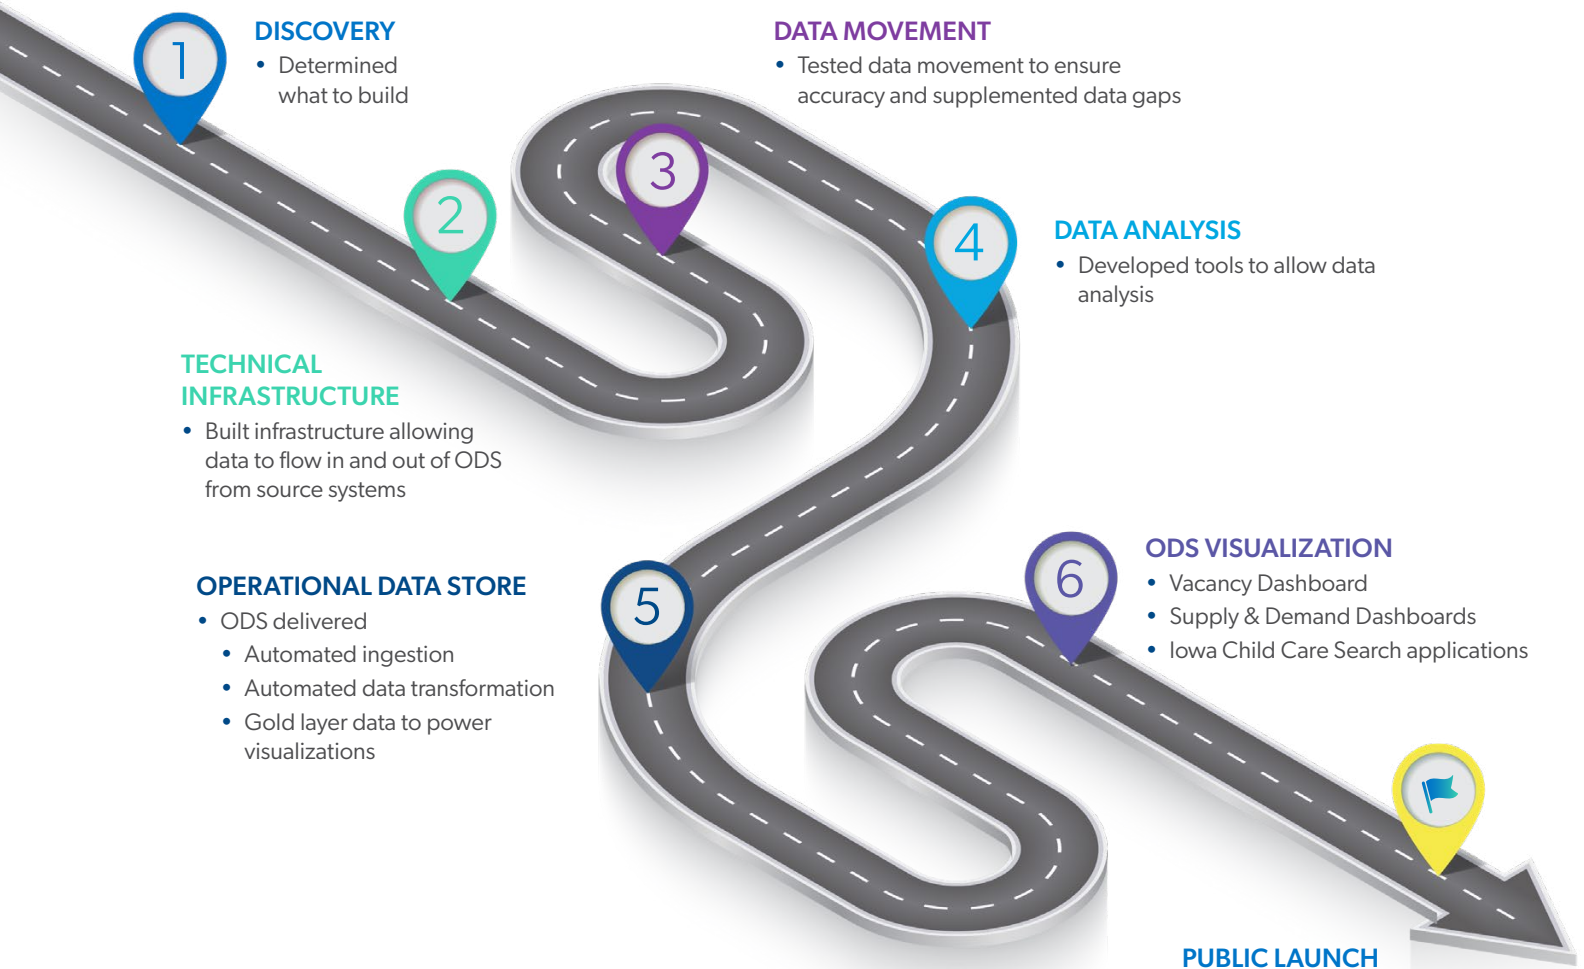 1
DISCOVERY
• Determined
what to build
2
TECHNICAL
INFRASTRUCTURE
• Built infrastructure allowing
data to flow in and out of ODS
from source systems
3
DATA MOVEMENT
• Tested data movement to ensure
accuracy and supplemented data gaps
4
DATA ANALYSIS
• Developed tools to allow data
analysis
5
OPERATIONAL DATA STORE
• ODS delivered
• Automated ingestion
• Automated data transformation
• Gold layer data to power
visualizations
6
ODS VISUALIZATION
• Vacancy Dashboard
• Supply & Demand Dashboards
• Iowa Child Care Search applications
PUBLIC LAUNCH